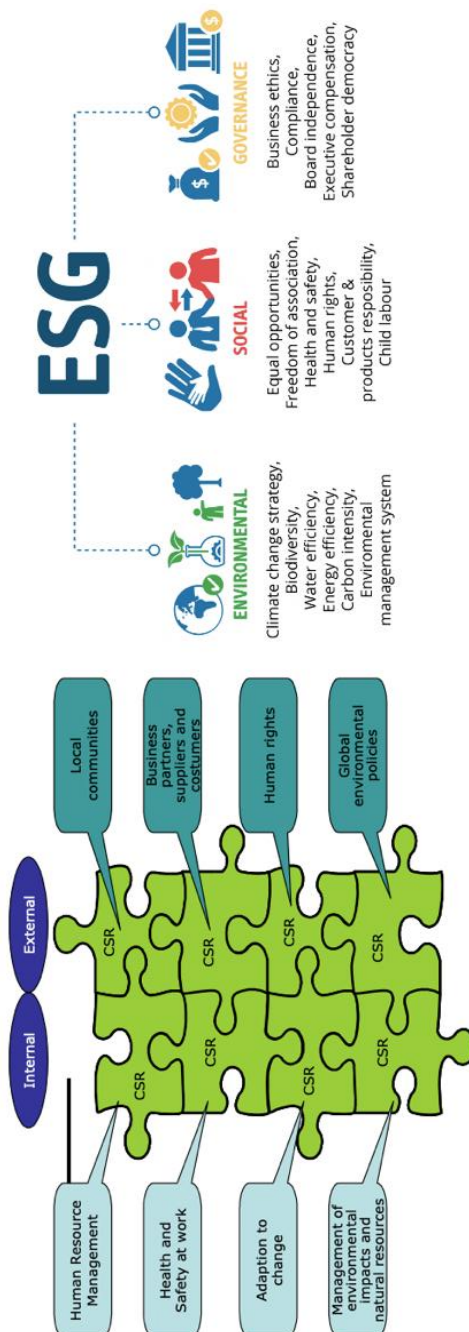 Internal
External
Human Resource
Management
CSR
CSR
Local
communities
Health and
Safety at work
CSR
CSR
Business
partners,
suppliers and
costumers
Adaption to
change
CSR
CSR
Human rights
Management of
environmental
impacts and
natural resources
CSR
CSR
Global
environmental
policies
ESG
ENVIRONMENTAL
Climate change strategy,
Biodiversity,
Water efficiency,
Energy efficiency,
Carbon intensity,
Enviromental
management system
SOCIAL
Equal opportunities,
Freedom of association,
Health and safety,
Human rights,
Customer &
products resposibility,
Child labour
$
$
GOVERNANCE
Business ethics,
Compliance,
Board independence,
Executive compensation,
Shareholder democracy